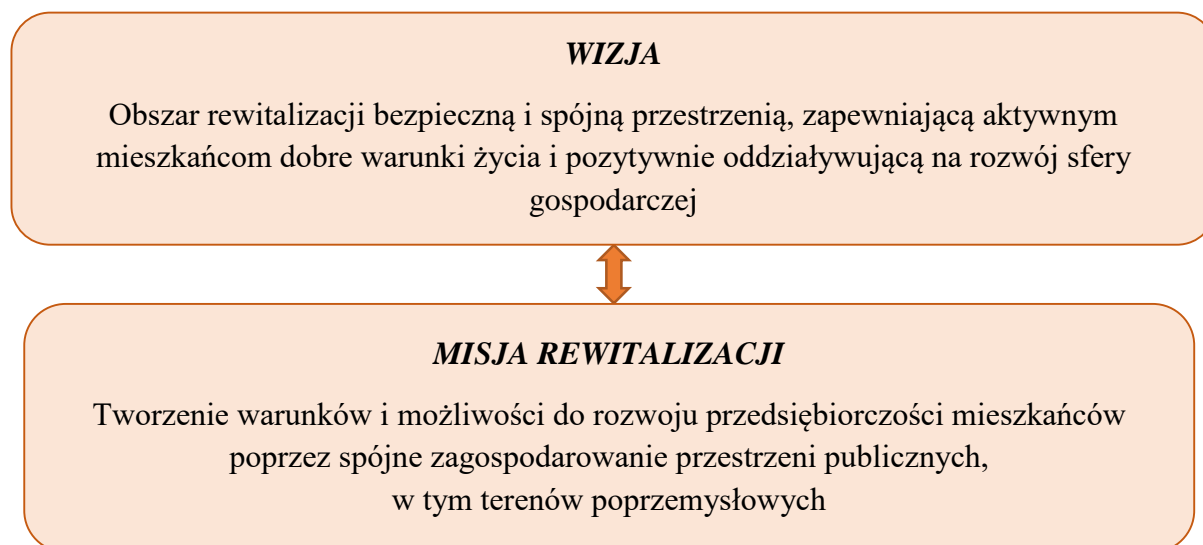 WIZJA
Obszar rewitalizacji bezpieczną i spójną przestrzenią, zapewniającą aktywnym
mieszkańcom dobre warunki życia i pozytywnie oddziaływującą na rozwój sfery
gospodarczej
MISJA REWITALIZACJI
Tworzenie warunków i możliwości do rozwoju przedsiębiorczości mieszkańców
poprzez spójne zagospodarowanie przestrzeni publicznych,
w tym terenów poprzemysłowych